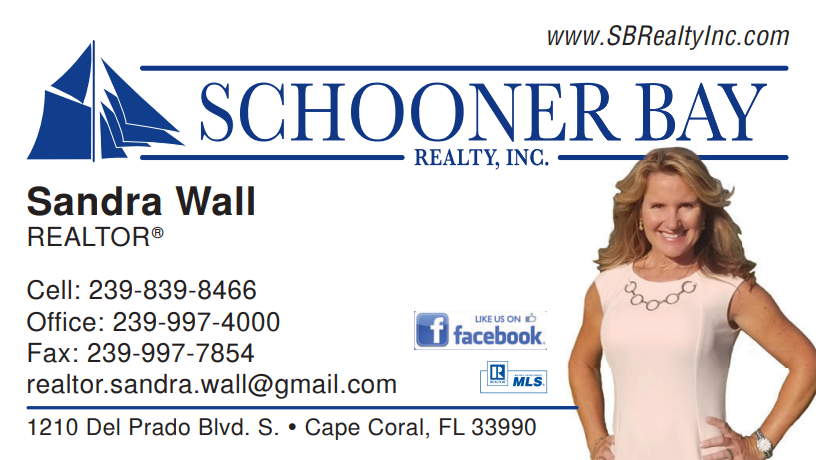 www.SBRealtyInc.com
SCHOONER BAY
REALTY, INC.
Sandra Wall
REALTOR®
Cell: 239-839-8466
Office: 239-997-4000
Fax: 239-997-7854
realtor.sandra.wall@gmail.com
LIKE US ON
facebook.
R
REALTOR
MLS
1210 Del Prado Blvd. S. • Cape Coral, FL 33990